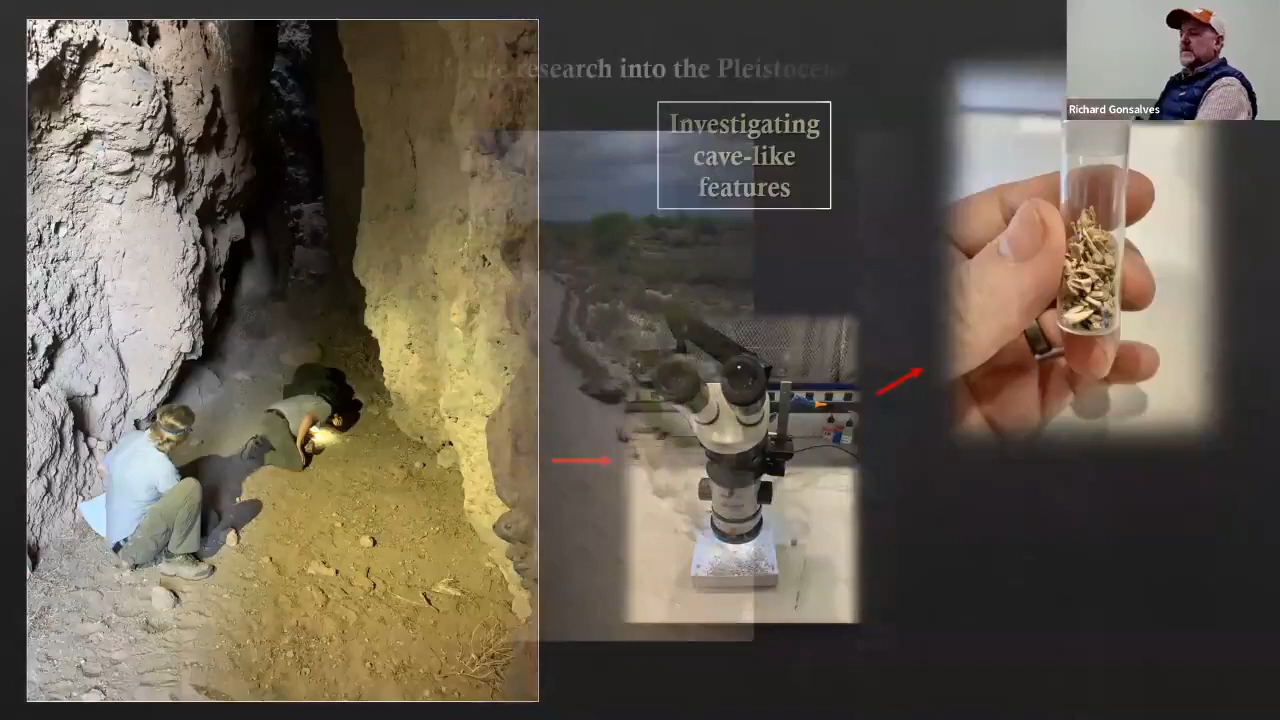 research into the Pleistocene
Investigating
cave-like
features
Richard Gonsalves